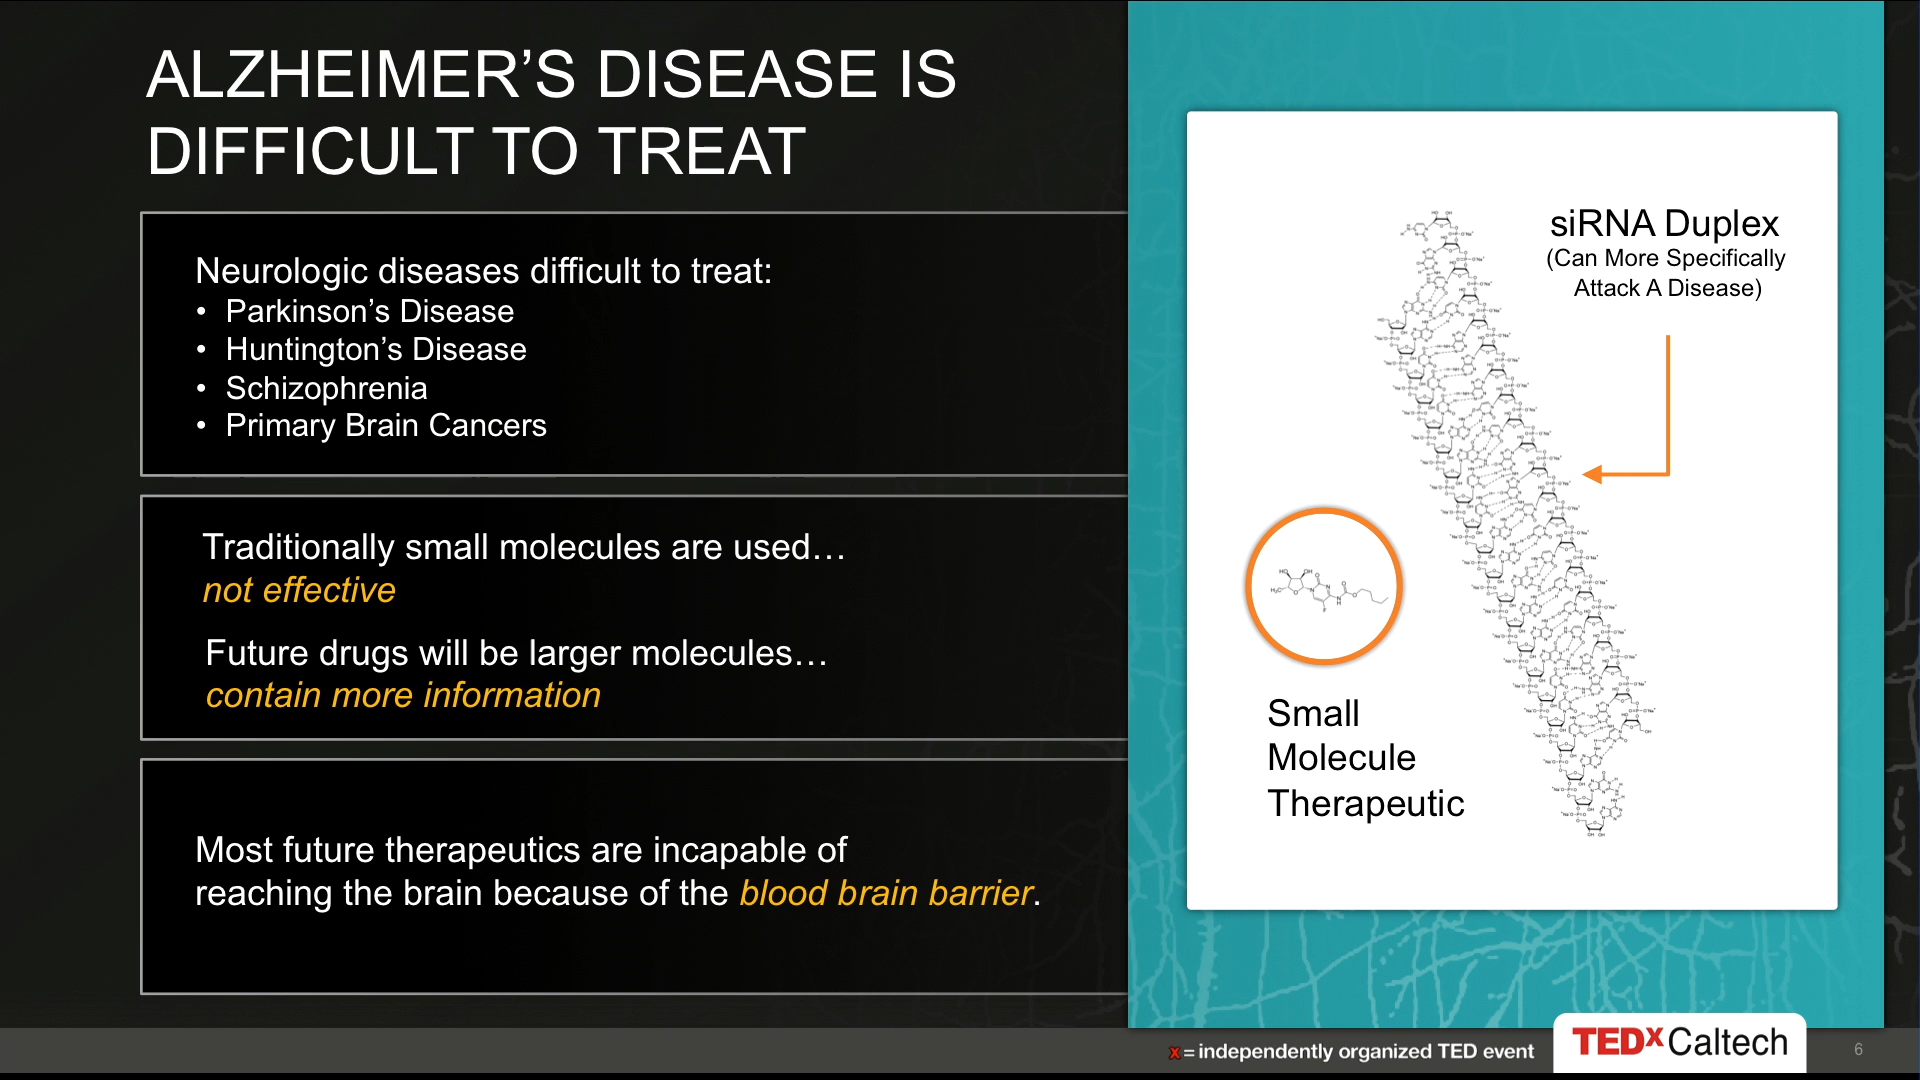 ALZHEIMER’S DISEASE IS
DIFFICULT TO TREAT
Neurologic diseases difficult to treat:
• Parkinson’s Disease
• Huntington’s Disease
• Schizophrenia
• Primary Brain Cancers
Traditionally small molecules are used…
not effective
Future drugs will be larger molecules…
contain more information
Most future therapeutics are incapable of
reaching the brain because of the blood brain barrier.
siRNA Duplex
(Can More Specifically
Attack A Disease)
Small
Molecule
Therapeutic
x = independently organized TED event
TEDx Caltech
6